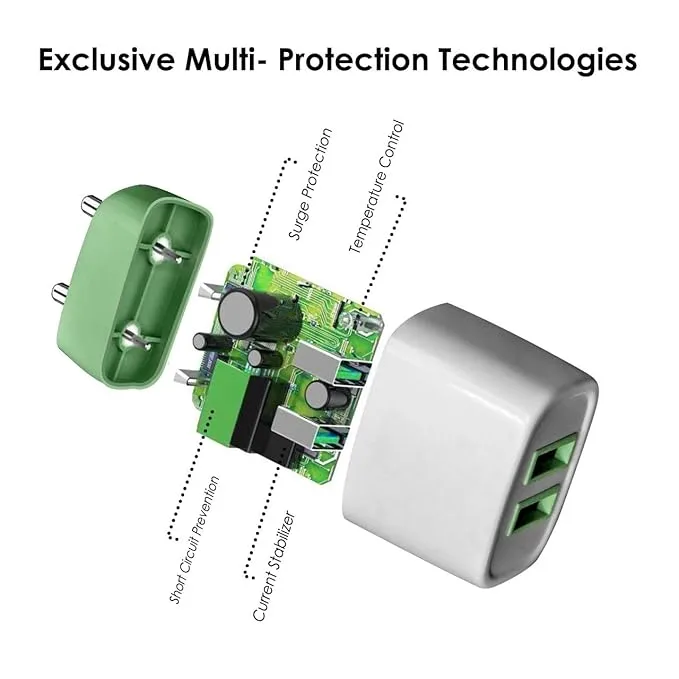 Exclusive Multi- Protection Technologies
Surge Protection
Temperature Control
Short Circuit Prevention
Current Stabilizer